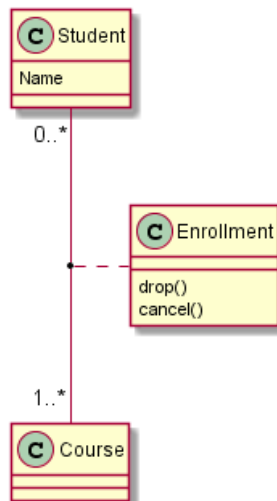 C Student
Name
0..*
C Enrollment
drop()
cancel()
1..*
C Course